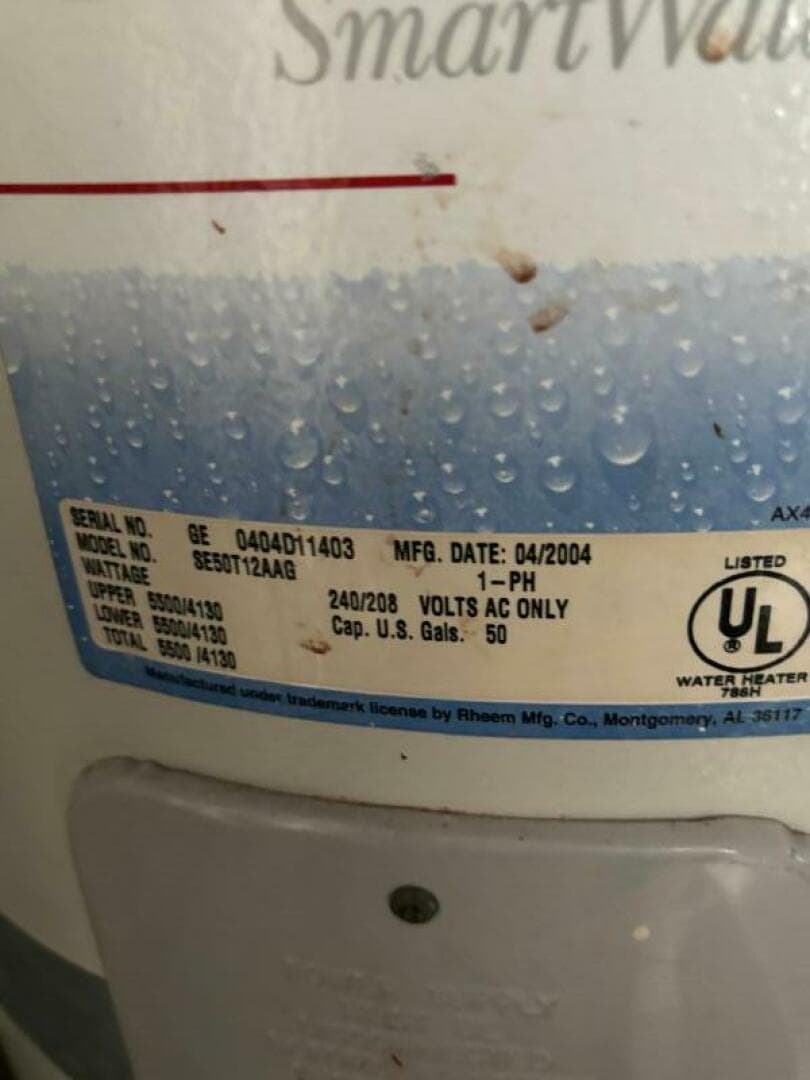 SmartWate
AX4
SERIAL NO. GE 0404D11403 MFG. DATE: 04/2004
MODEL NO. SE50T12AAG 1-PH
WATTAGE 240/208 VOLTS AC ONLY
UPPER 5500/4130 Cap. U.S. Gals. 50
LOWER 5500/4130
TOTAL 5500 /4130
LISTED
UL
®
WATER HEATER
786H
Manufactured under trademark license by Rheem Mfg. Co., Montgomery, AL 36117